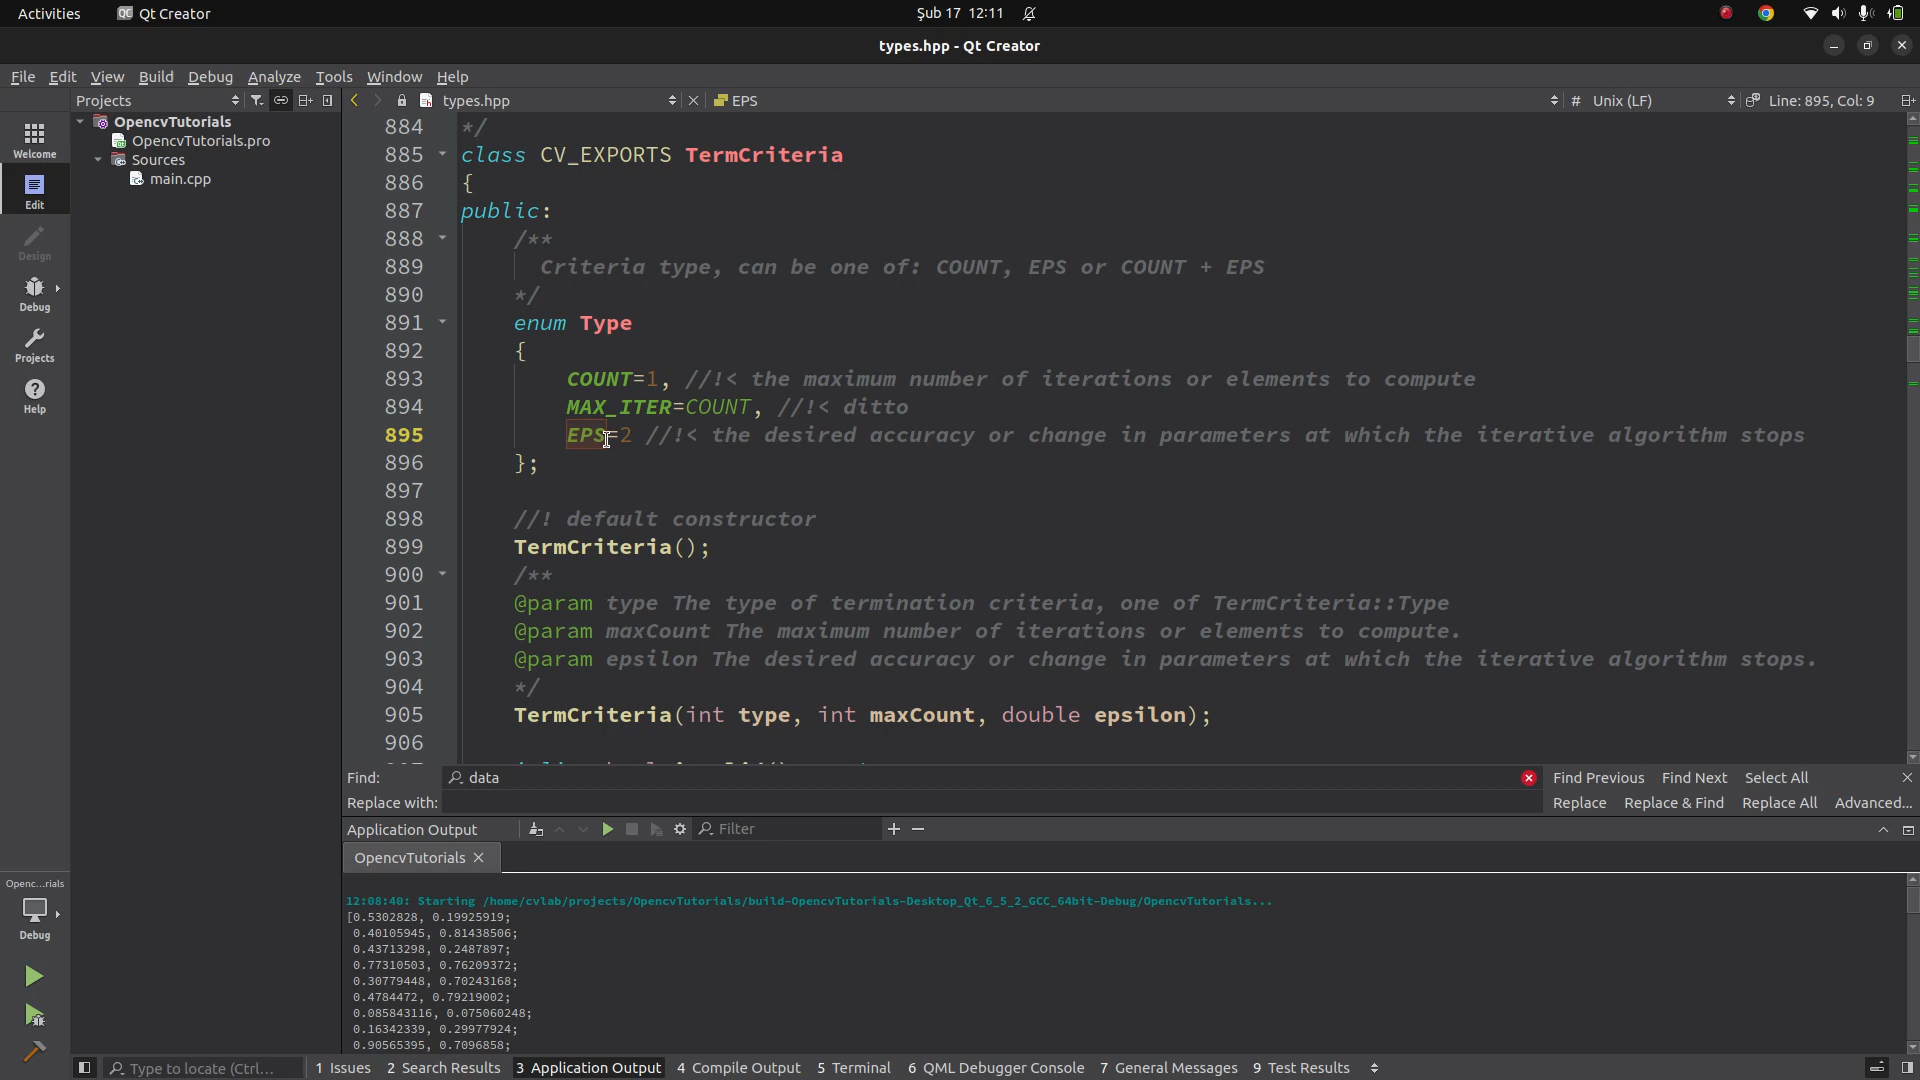 Activities Qt Creator Şub 17 12:11
types.hpp - Qt Creator
File Edit View Build Debug Analyze Tools Window Help
Projects types.hpp EPS # Unix (LF) Line: 895, Col: 9
OpencvTutorials
OpencvTutorials.pro
Sources
main.cpp
Welcome
Edit
Design
Debug
Projects
Help
884 */
885 class CV_EXPORTS TermCriteria
886 {
887 public:
888 /**
889 Criteria type, can be one of: COUNT, EPS or COUNT + EPS
890 */
891 enum Type
892 {
893 COUNT=1, //!< the maximum number of iterations or elements to compute
894 MAX_ITER=COUNT, //!< ditto
895 EPS=2 //!< the desired accuracy or change in parameters at which the iterative algorithm stops
896 };
897
898 //! default constructor
899 TermCriteria();
900 /**
901 @param type The type of termination criteria, one of TermCriteria::Type
902 @param maxCount The maximum number of iterations or elements to compute.
903 @param epsilon The desired accuracy or change in parameters at which the iterative algorithm stops.
904 */
905 TermCriteria(int type, int maxCount, double epsilon);
906
Find: data Find Previous Find Next Select All
Replace with: Replace Replace & Find Replace All Advanced...
Application Output Filter
OpencvTutorials
12:08:40: Starting /home/cvlab/projects/OpencvTutorials/build-OpencvTutorials-Desktop_Qt_6_5_2_GCC_64bit-Debug/OpencvTutorials...
[0.5302828, 0.19925919;
0.40105945, 0.81438506;
0.43713298, 0.2487897;
0.77310503, 0.76209372;
0.30779448, 0.70243168;
0.4784472, 0.79219002;
0.085843116, 0.075060248;
0.16342339, 0.29977924;
0.90565395, 0.7096858;
Openc...rials
Debug
Type to locate (Ctrl... 1 Issues 2 Search Results 3 Application Output 4 Compile Output 5 Terminal 6 QML Debugger Console 7 General Messages 9 Test Results